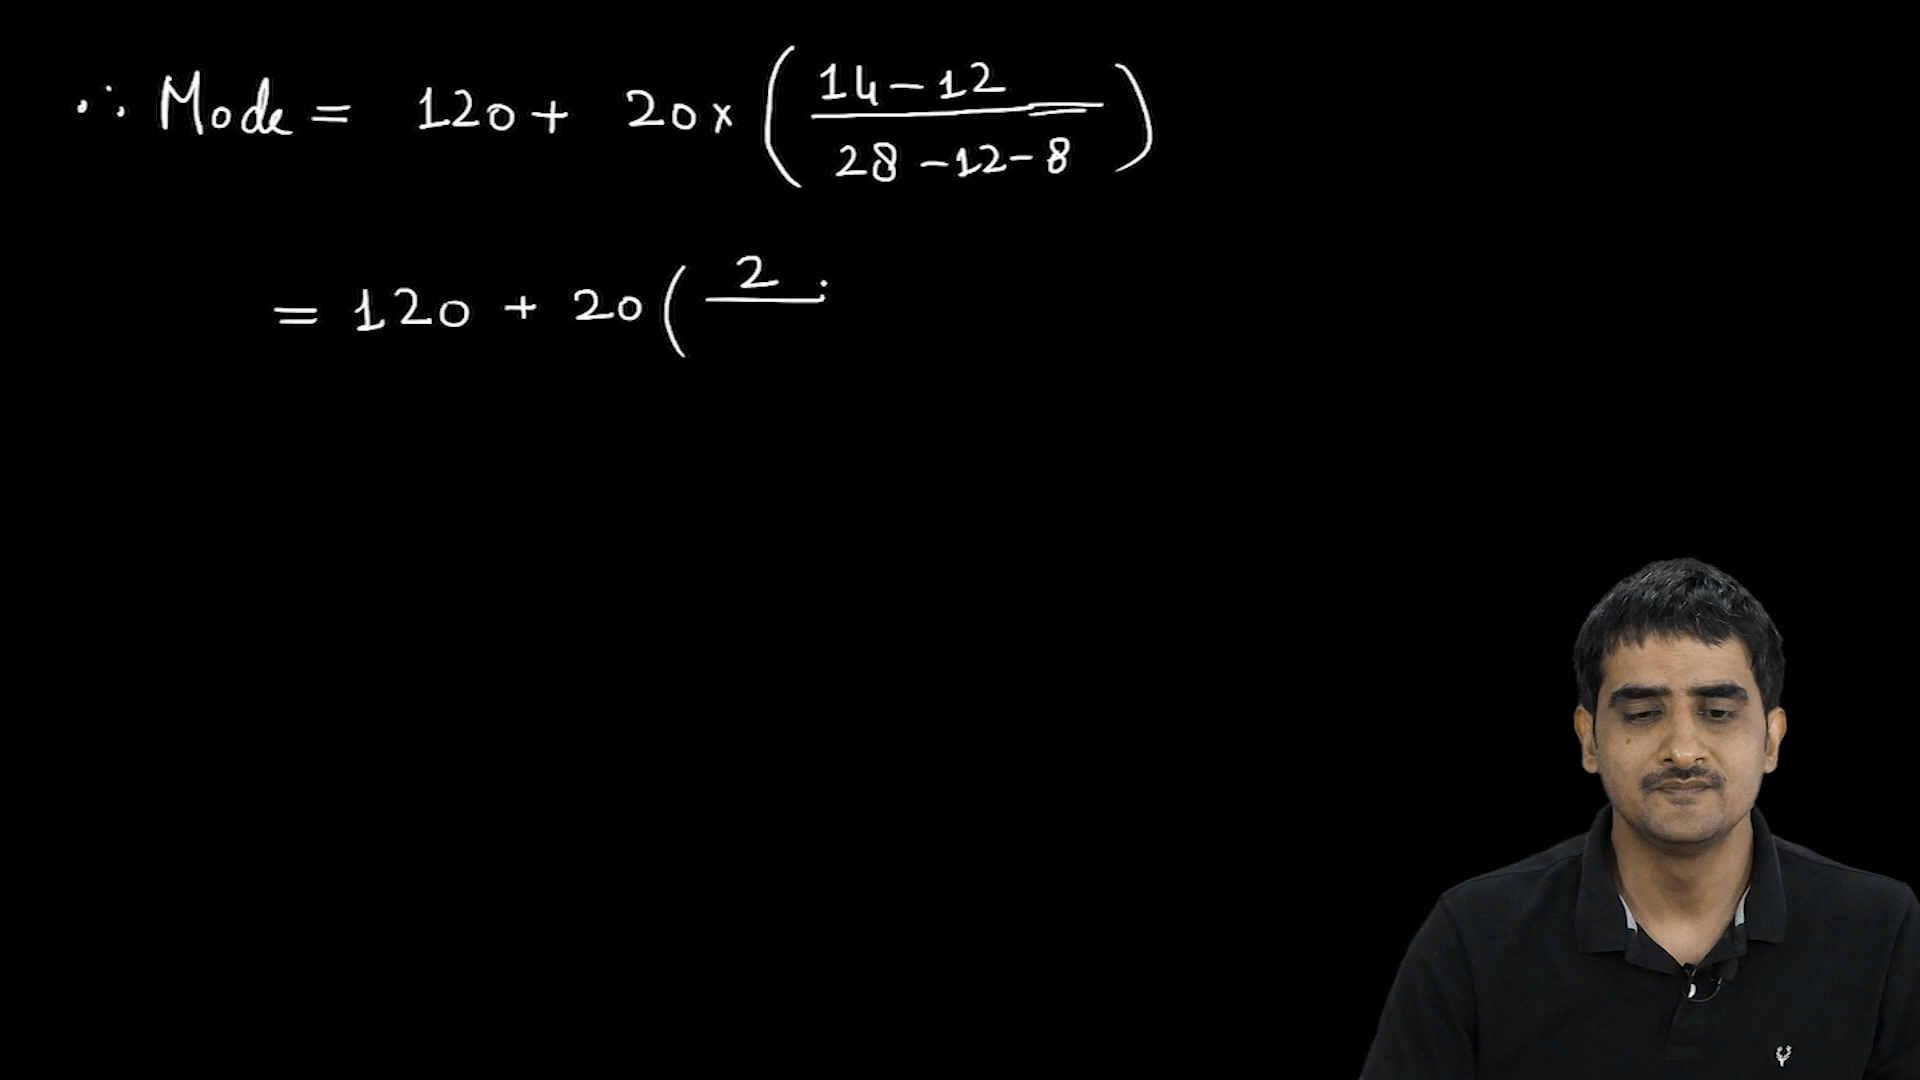 ∴ Mode = 120 + 20 × ( (14 - 12) / (28 - 12 - 8) )
= 120 + 20 ( 2 /